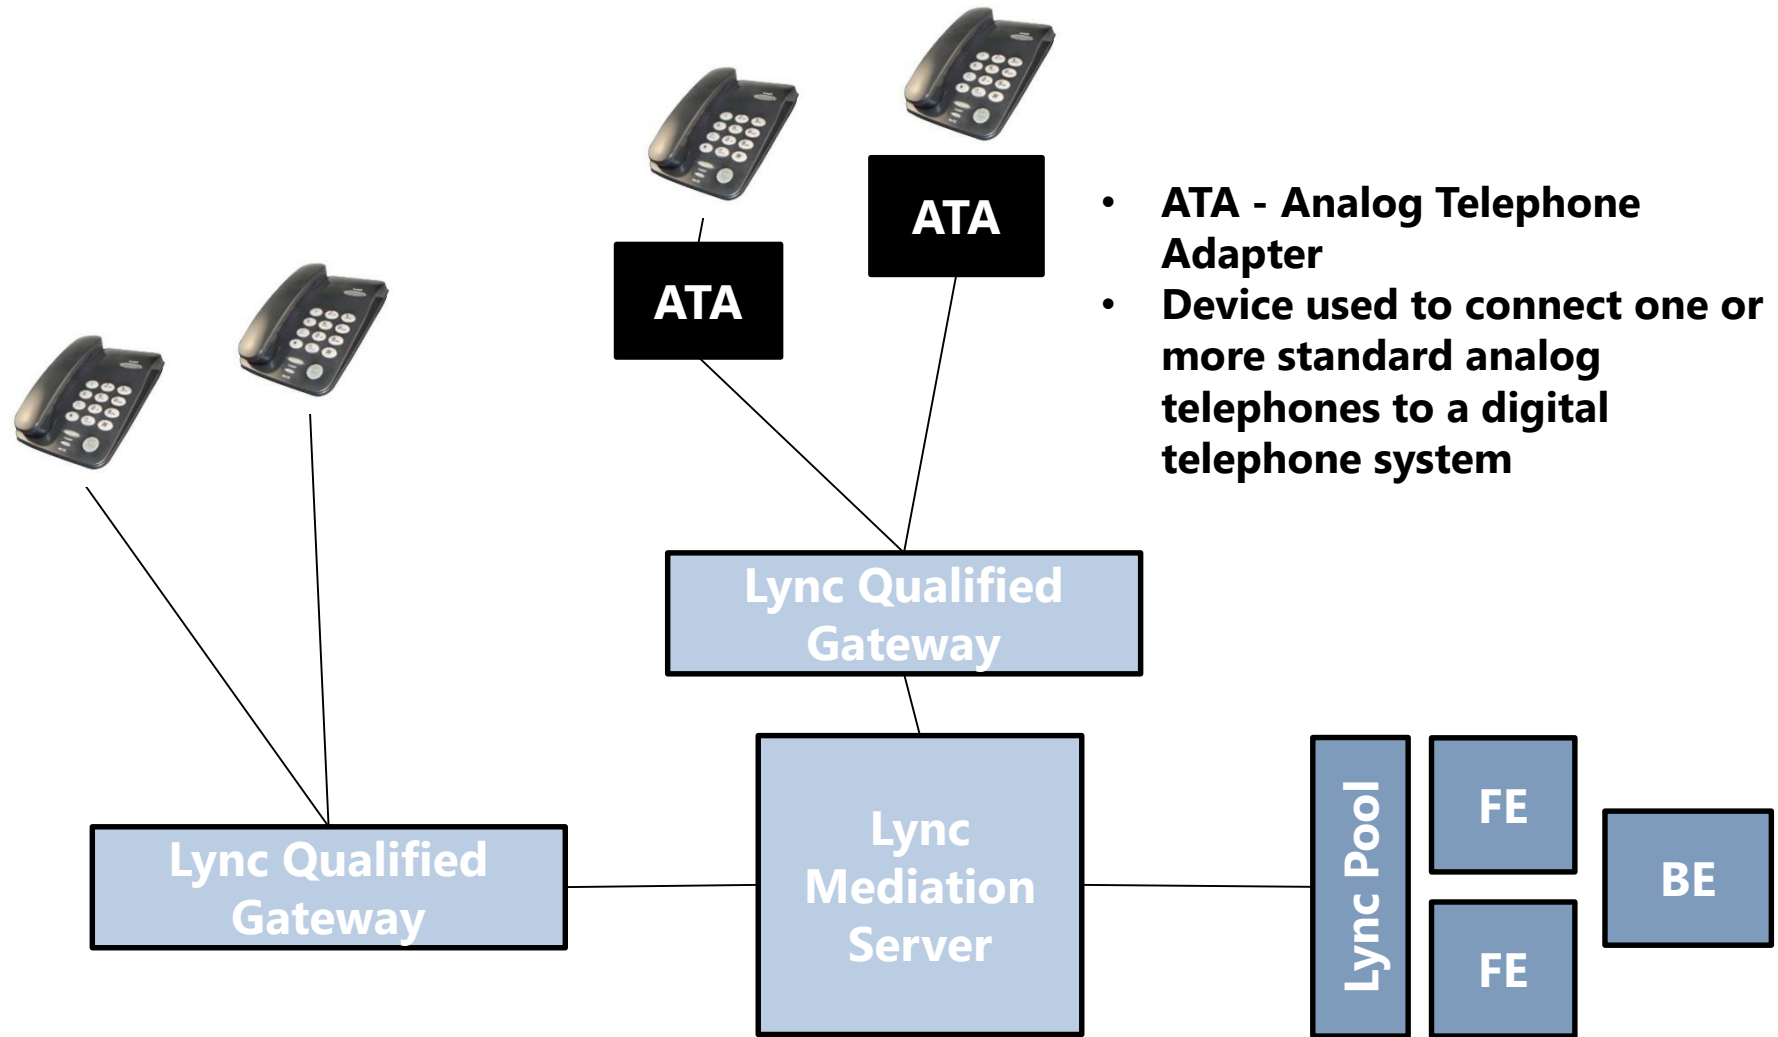 ATA
ATA
• ATA - Analog Telephone
Adapter
• Device used to connect one or
more standard analog
telephones to a digital
telephone system
Lync Qualified
Gateway
Lync Qualified
Gateway
Lync
Mediation
Server
Lync Pool
FE
FE
BE